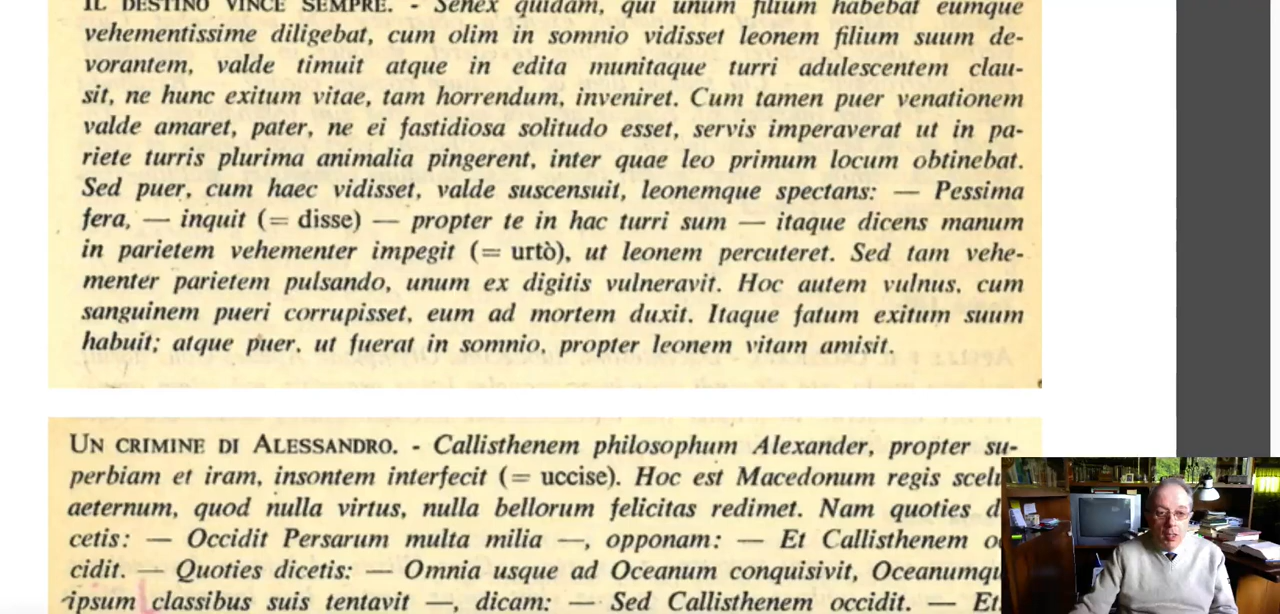 IL DESTINO VINCE SEMPRE. - Senex quidam, qui unum filium habebat eumque
vehementissime diligebat, cum olim in somnio vidisset leonem filium suum de-
vorantem, valde timuit atque in edita munitaque turri adulescentem clau-
sit, ne hunc exitum vitae, tam horrendum, inveniret. Cum tamen puer venationem
valde amaret, pater, ne ei fastidiosa solitudo esset, servis imperaverat ut in pa-
riete turris plurima animalia pingerent, inter quae leo primum locum obtinebat.
Sed puer, cum haec vidisset, valde suscensuit, leonemque spectans: — Pessima
fera, — inquit (= disse) — propter te in hac turri sum — itaque dicens manum
in parietem vehementer impegit (= urtò), ut leonem percuteret. Sed tam vehe-
menter parietem pulsando, unum ex digitis vulneravit. Hoc autem vulnus, cum
sanguinem pueri corrupisset, eum ad mortem duxit. Itaque fatum exitum suum
habuit; atque puer, ut fuerat in somnio, propter leonem vitam amisit.
UN CRIMINE DI ALESSANDRO. - Callisthenem philosophum Alexander, propter su-
perbiam et iram, insontem interfecit (= uccise). Hoc est Macedonum regis scelu
aeternum, quod nulla virtus, nulla bellorum felicitas redimet. Nam quoties d
cetis: — Occidit Persarum multa milia —, opponam: — Et Callisthenem o
cidit. — Quoties dicetis: — Omnia usque ad Oceanum conquisivit, Oceanumqu
ipsum classibus suis tentavit —, dicam: — Sed Callisthenem occidit. — Et